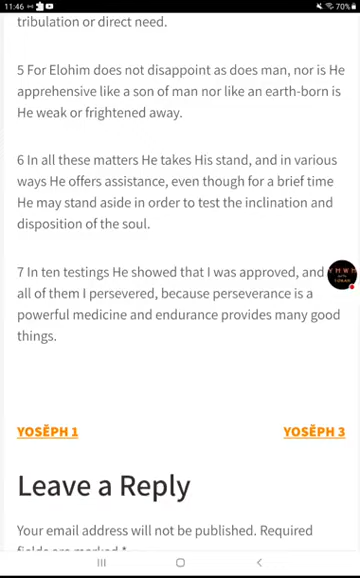 11:46
70%
tribulation or direct need.
5 For Elohim does not disappoint as does man, nor is He
apprehensive like a son of man nor like an earth-born is
He weak or frightened away.
6 In all these matters He takes His stand, and in various
ways He offers assistance, even though for a brief time
He may stand aside in order to test the inclination and
disposition of the soul.
7 In ten testings He showed that I was approved, and
all of them I persevered, because perseverance is a
powerful medicine and endurance provides many good
things.
YOSĔPH 1
YOSĔPH 3
Leave a Reply
Your email address will not be published. Required
fields are marked *